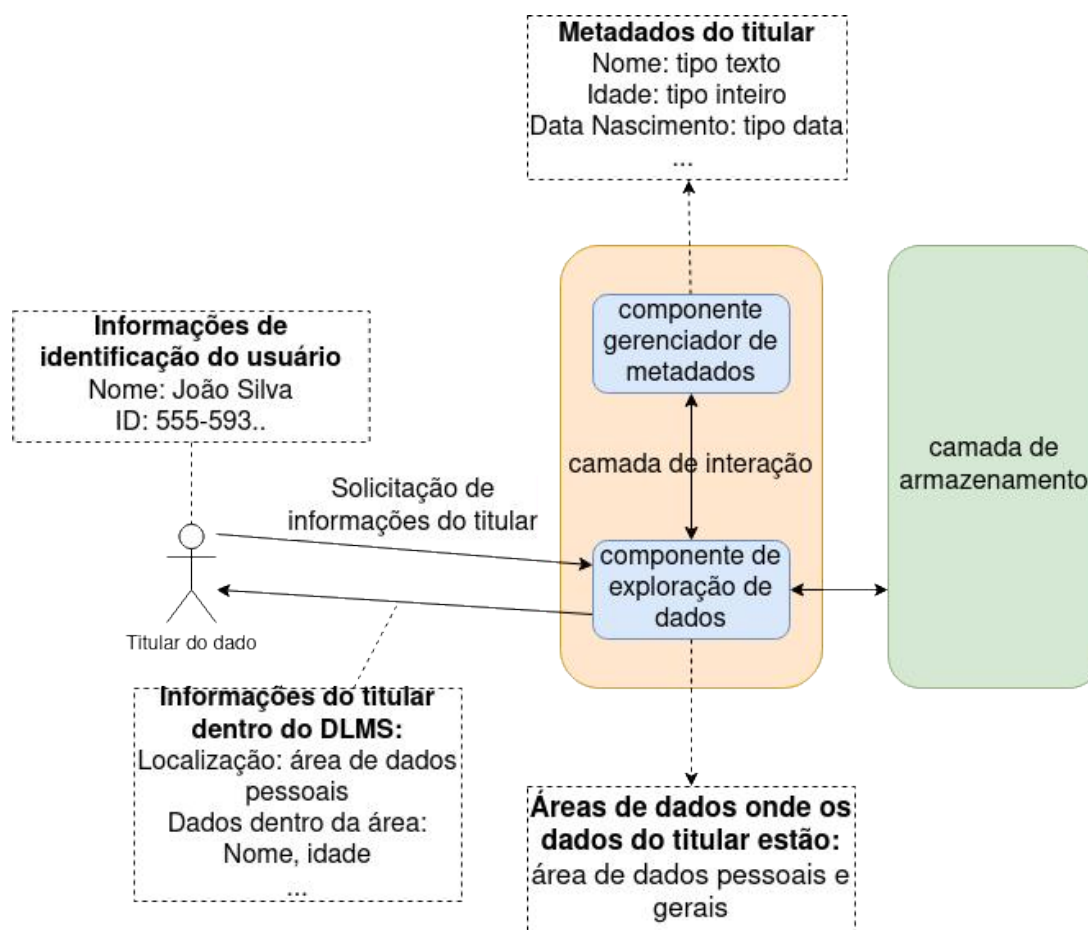 Metadados do titular
Nome: tipo texto
Idade: tipo inteiro
Data Nascimento: tipo data
...
componente
gerenciador de
metadados
Informações de
identificação do usuário
Nome: João Silva
ID: 555-593..
camada de interação
camada de
armazenamento
Solicitação de
informações do titular
componente de
exploração de
dados
Titular do dado
Informações do titular
dentro do DLMS:
Localização: área de dados
pessoais
Dados dentro da área:
Nome, idade
...
Áreas de dados onde os
dados do titular estão:
área de dados pessoais e
gerais